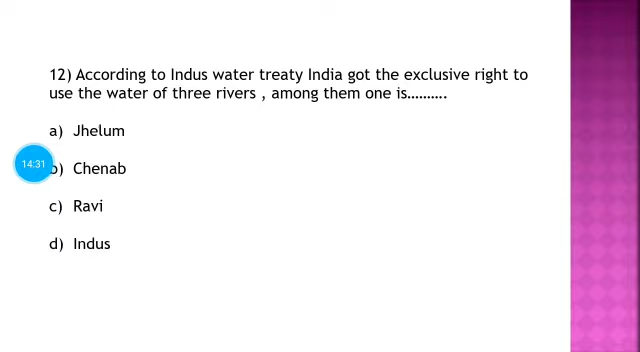 12) According to Indus water treaty India got the exclusive right to
use the water of three rivers , among them one is..........
a) Jhelum
14:31
b) Chenab
c) Ravi
d) Indus